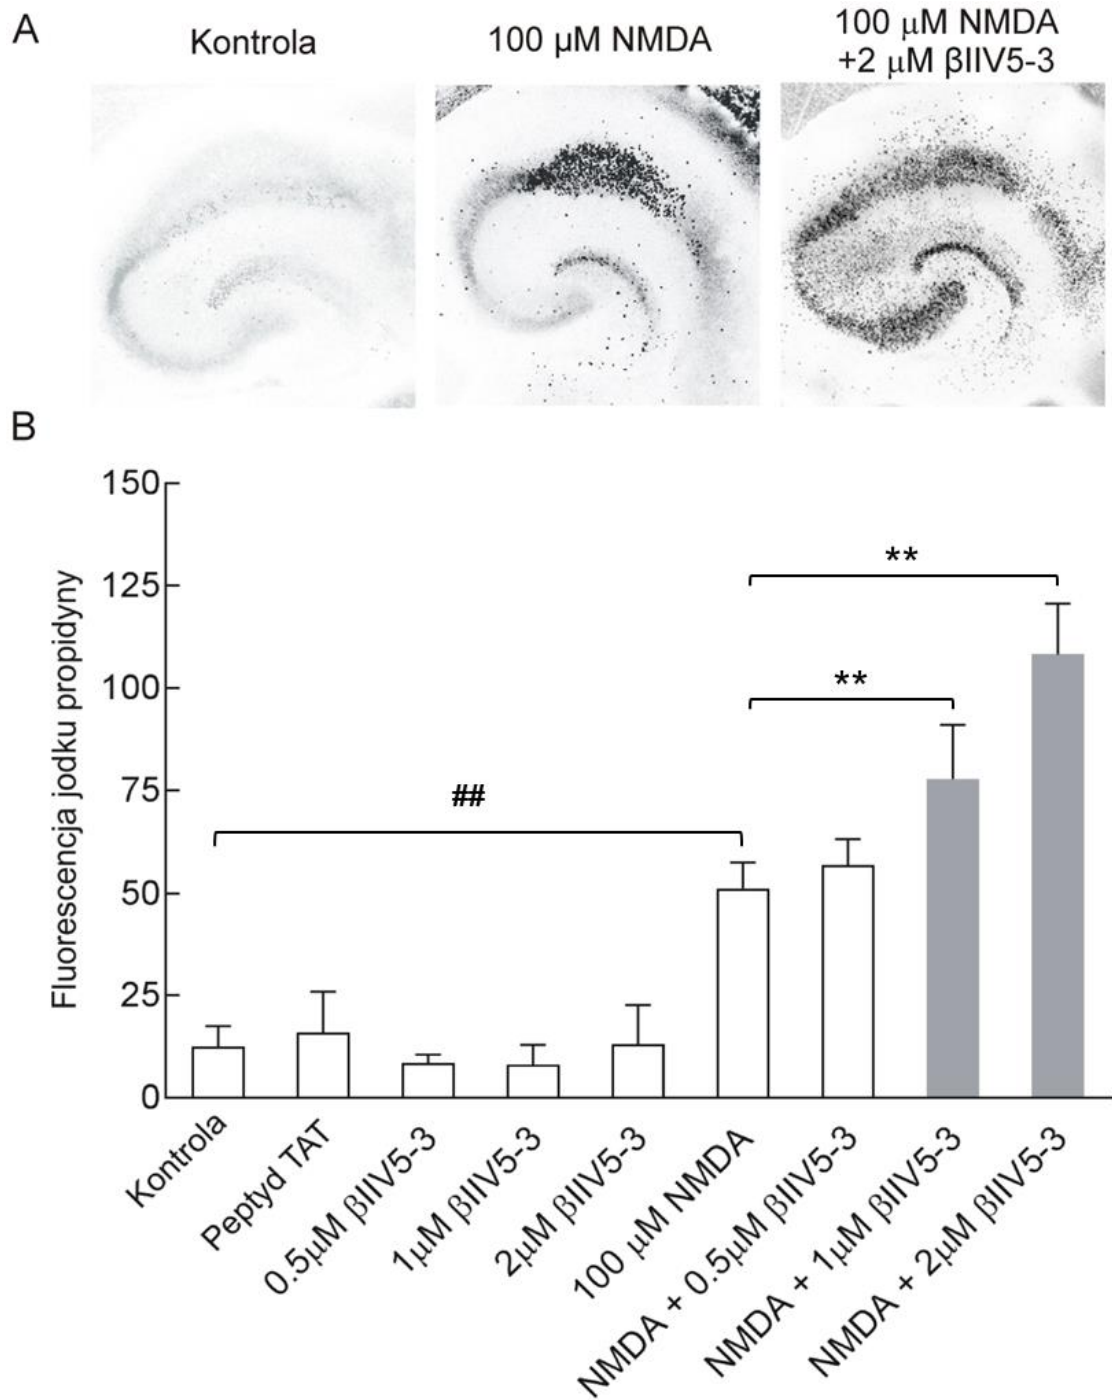 A
Kontrola
100 µM NMDA
100 µM NMDA
+2 µM βIIV5-3
B
Fluorescencja jodku propidyny
150
125
100
75
50
25
0
**
**
##
Kontrola
Peptyd TAT
0.5µM βIIV5-3
1µM βIIV5-3
2µM βIIV5-3
100 µM NMDA
NMDA + 0.5µM βIIV5-3
NMDA + 1µM βIIV5-3
NMDA + 2µM βIIV5-3